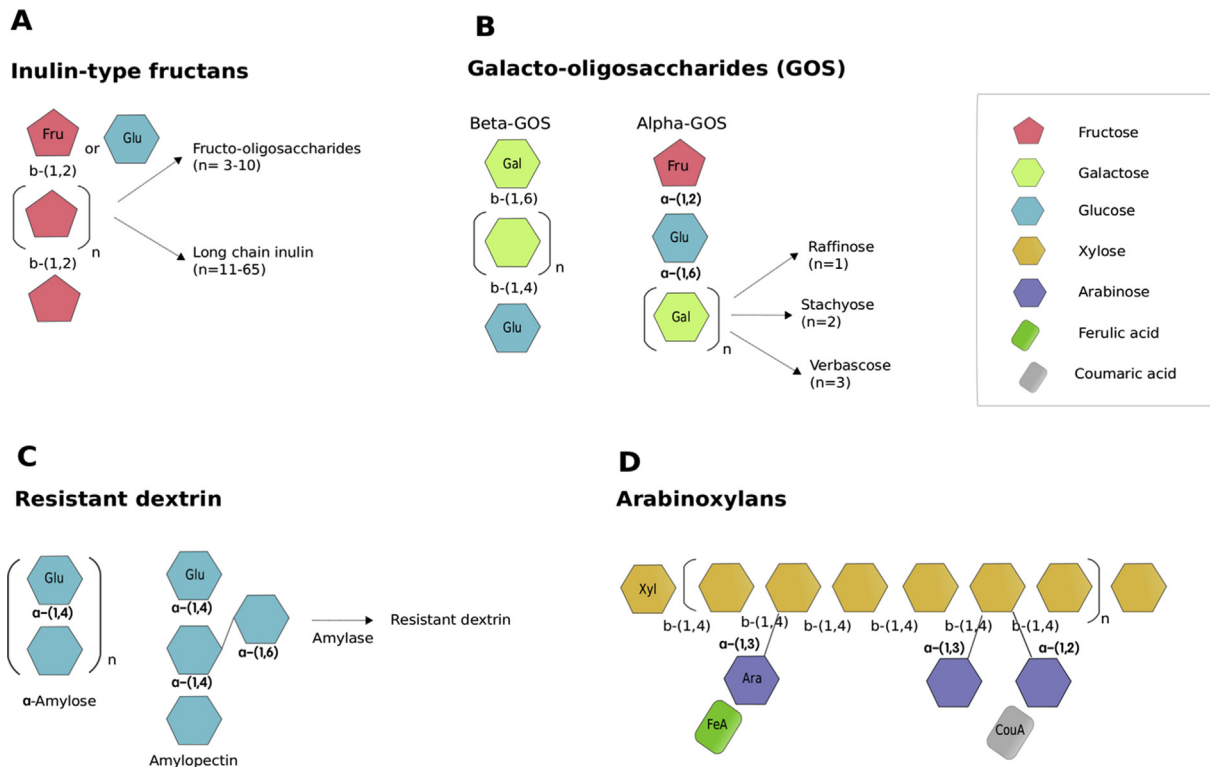 A
Inulin-type fructans
Fru
or
Glu
b-(1,2)
n
b-(1,2)
Fructo-oligosaccharides
(n= 3-10)
Long chain inulin
(n=11-65)
B
Galacto-oligosaccharides (GOS)
Beta-GOS
Gal
b-(1,6)
n
b-(1,4)
Glu
Alpha-GOS
Fru
α-(1,2)
Glu
α-(1,6)
Gal
n
Raffinose
(n=1)
Stachyose
(n=2)
Verbascose
(n=3)
Fructose
Galactose
Glucose
Xylose
Arabinose
Ferulic acid
Coumaric acid
C
Resistant dextrin
Glu
α-(1,4)
n
α-Amylose
Glu
α-(1,4)
α-(1,6)
α-(1,4)
Amylopectin
Amylase
Resistant dextrin
D
Arabinoxylans
Xyl
n
b-(1,4) b-(1,4) b-(1,4) b-(1,4) b-(1,4) b-(1,4)
α-(1,3) α-(1,3) α-(1,2)
Ara
FeA
CouA